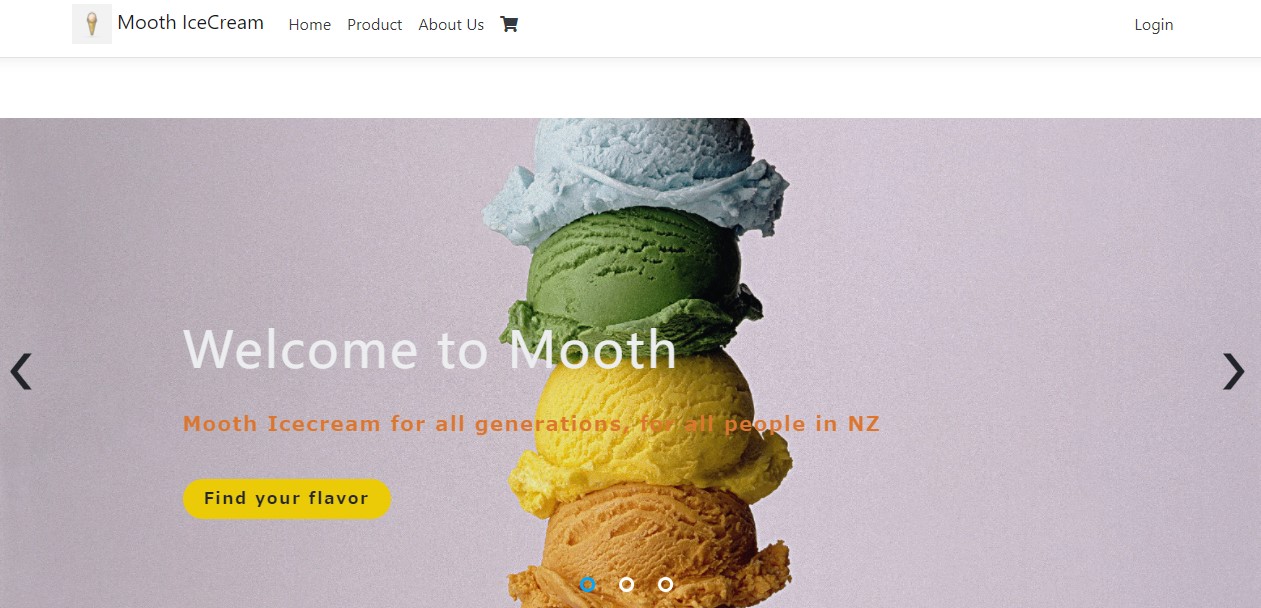 Mooth IceCream Home Product About Us Login
Welcome to Mooth
Mooth Icecream for all generations, for all people in NZ
Find your flavor